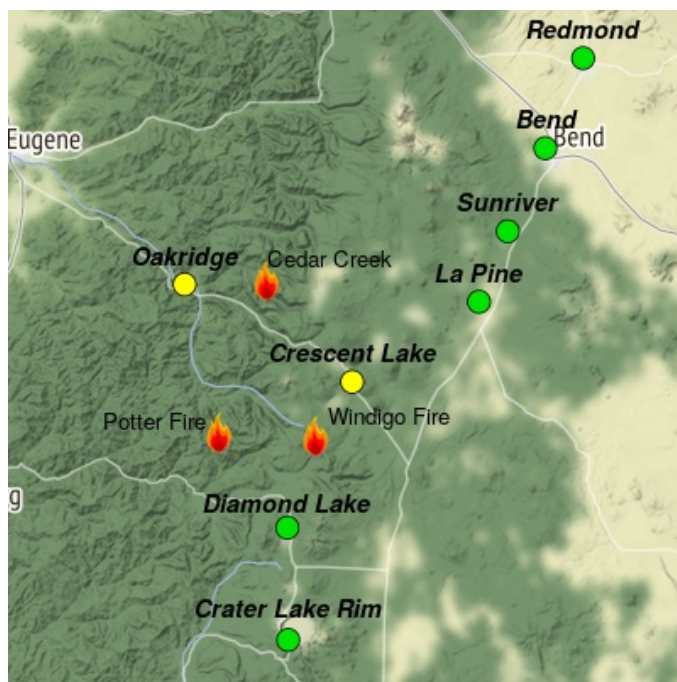 Redmond
Bend
Bend
Eugene
Sunriver
Oakridge
Cedar Creek
La Pine
Crescent Lake
Potter Fire
Windigo Fire
g
Diamond Lake
Crater Lake Rim